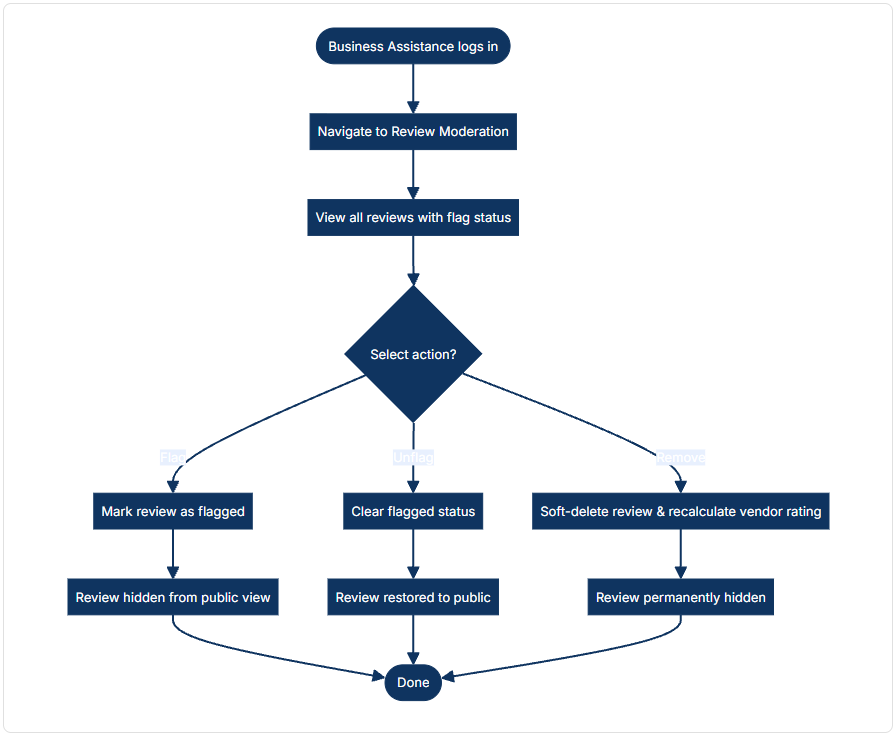 Business Assistance logs in
Navigate to Review Moderation
View all reviews with flag status
Select action?
Flag
Unflag
Remove
Mark review as flagged
Clear flagged status
Soft-delete review & recalculate vendor rating
Review hidden from public view
Review restored to public
Review permanently hidden
Done